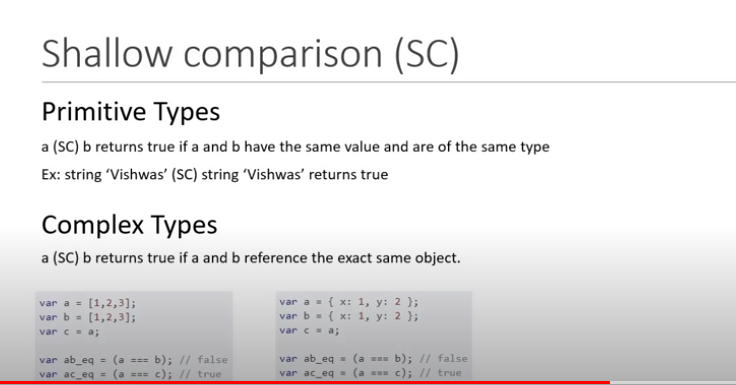 Shallow comparison (SC)
Primitive Types
a (SC) b returns true if a and b have the same value and are of the same type
Ex: string ‘Vishwas’ (SC) string ‘Vishwas’ returns true
Complex Types
a (SC) b returns true if a and b reference the exact same object.
var a = [1,2,3];
var b = [1,2,3];
var c = a;
var ab_eq = (a === b); // false
var ac_eq = (a === c); // true
var a = { x: 1, y: 2 };
var b = { x: 1, y: 2 };
var c = a;
var ab_eq = (a === b); // false
var ac_eq = (a === c); // true